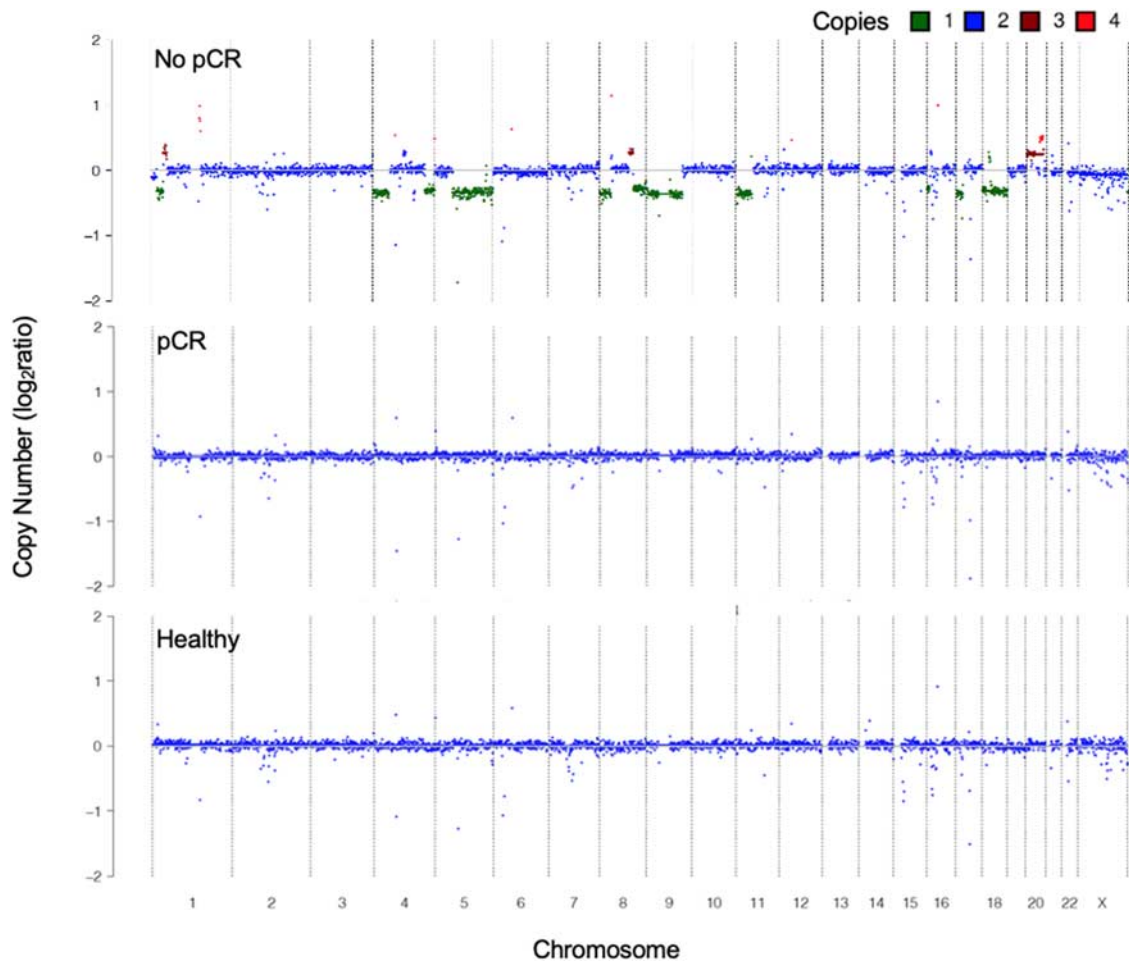 Copies 1 2 3 4
No pCR
2
1
0
-1
-2
pCR
2
1
0
-1
-2
Healthy
2
1
0
-1
-2
Copy Number (log₂ratio)
1 2 3 4 5 6 7 8 9 10 11 12 13 14 15 16 18 20 22 X
Chromosome